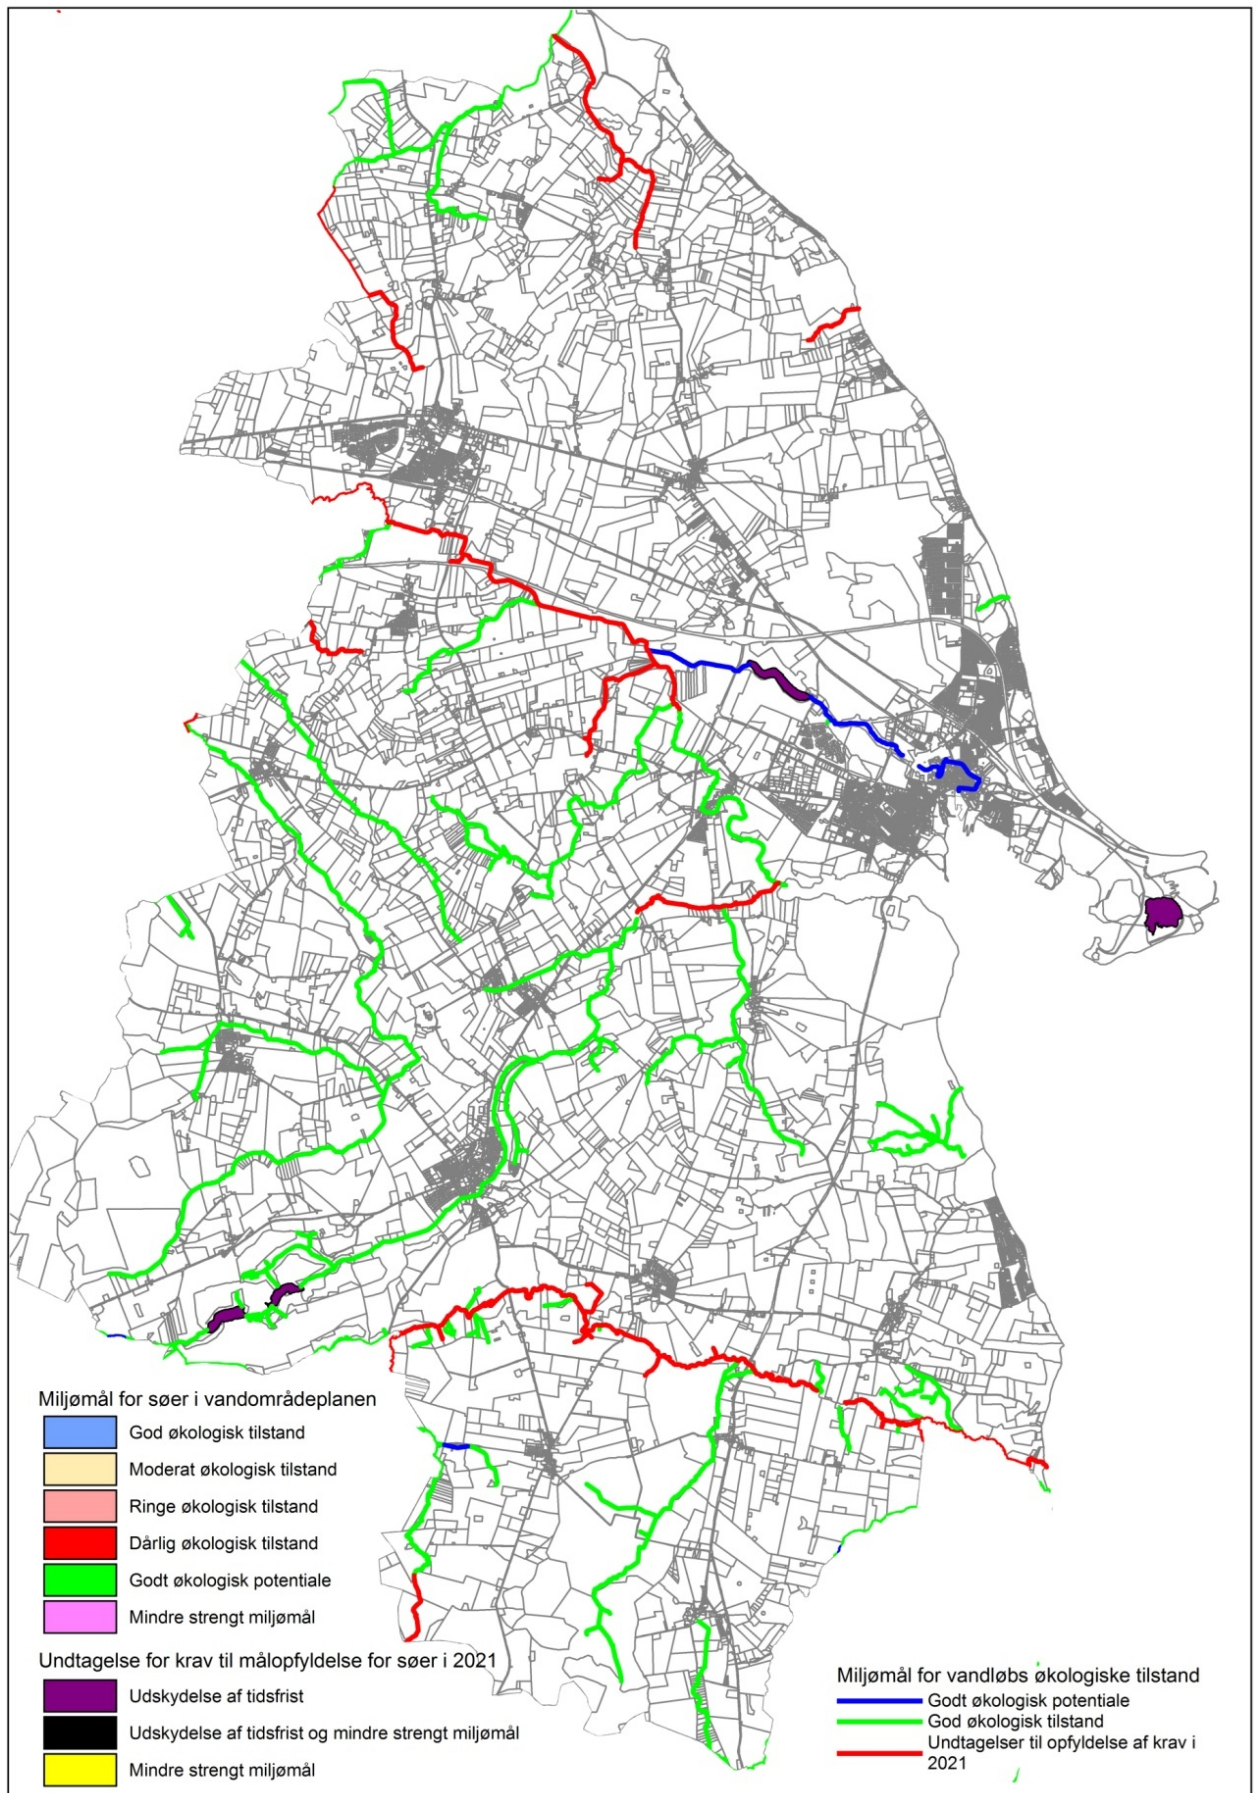 Miljømål for søer i vandområdeplanen
God økologisk tilstand
Moderat økologisk tilstand
Ringe økologisk tilstand
Dårlig økologisk tilstand
Godt økologisk potentiale
Mindre strengt miljømål
Undtagelse for krav til målopfyldelse for søer i 2021
Udskydelse af tidsfrist
Udskydelse af tidsfrist og mindre strengt miljømål
Mindre strengt miljømål
Miljømål for vandløbs økologiske tilstand
Godt økologisk potentiale
God økologisk tilstand
Undtagelser til opfyldelse af krav i
2021